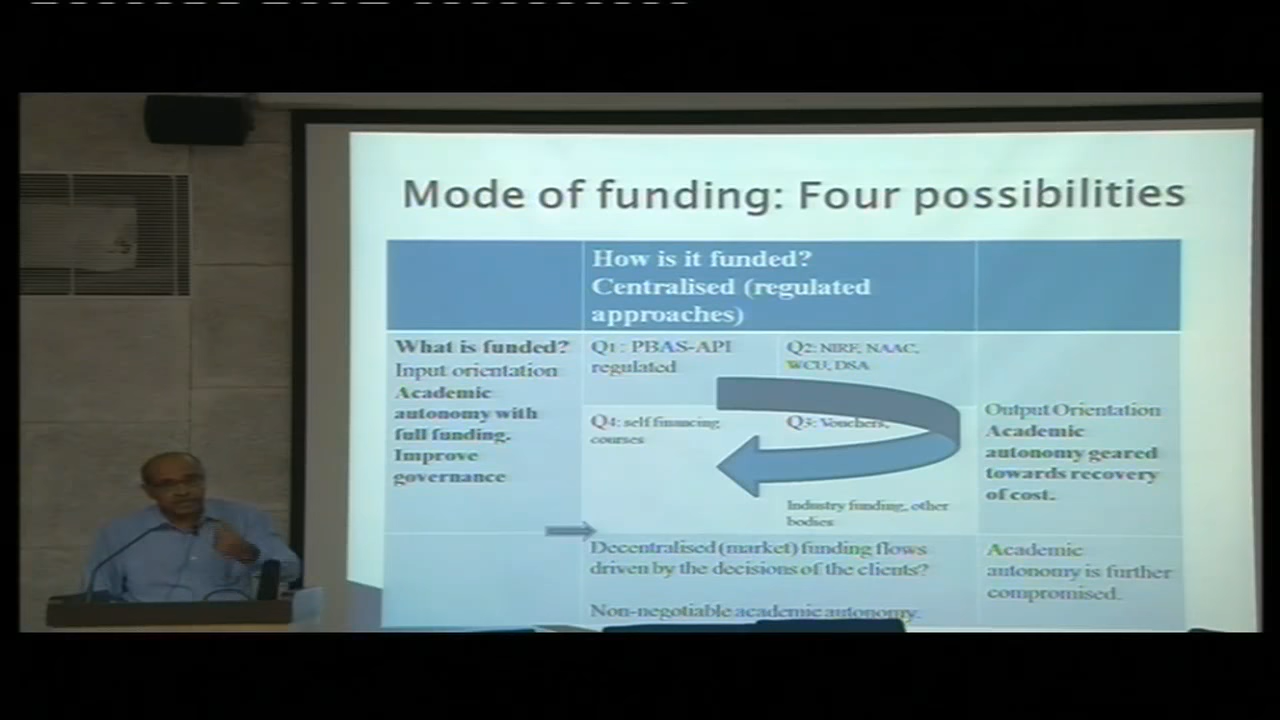 Mode of funding: Four possibilities
How is it funded?
Centralised (regulated
approaches)
What is funded?
Input orientation
Academic
autonomy with
full funding.
Improve
governance
Q1: PBAS-API
regulated
Q2: NIRF, NAAC,
WCU, DSA
Q4: self financing
courses
Q3: Vouchers,
Industry funding, other
bodies
Output Orientation
Academic
autonomy geared
towards recovery
of cost.
Decentralised (market) funding flows
driven by the decisions of the clients?
Non-negotiable academic autonomy.
Academic
autonomy is further
compromised.